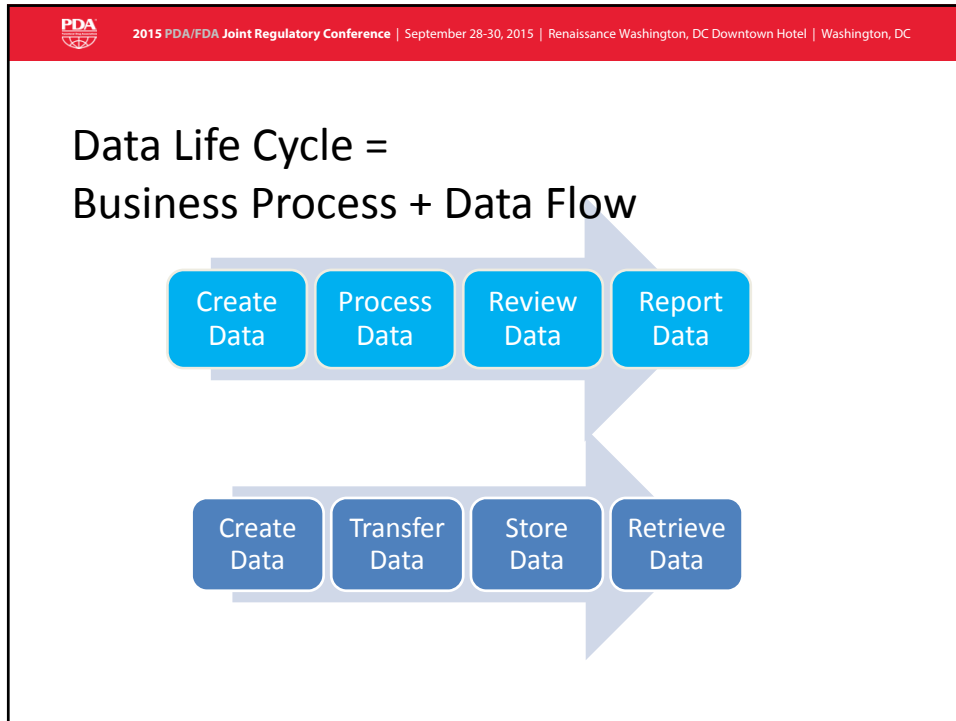 PDA
2015 PDA/FDA Joint Regulatory Conference | September 28-30, 2015 | Renaissance Washington, DC Downtown Hotel | Washington, DC
Data Life Cycle =
Business Process + Data Flow
Create
Data
Process
Data
Review
Data
Report
Data
Create
Data
Transfer
Data
Store
Data
Retrieve
Data